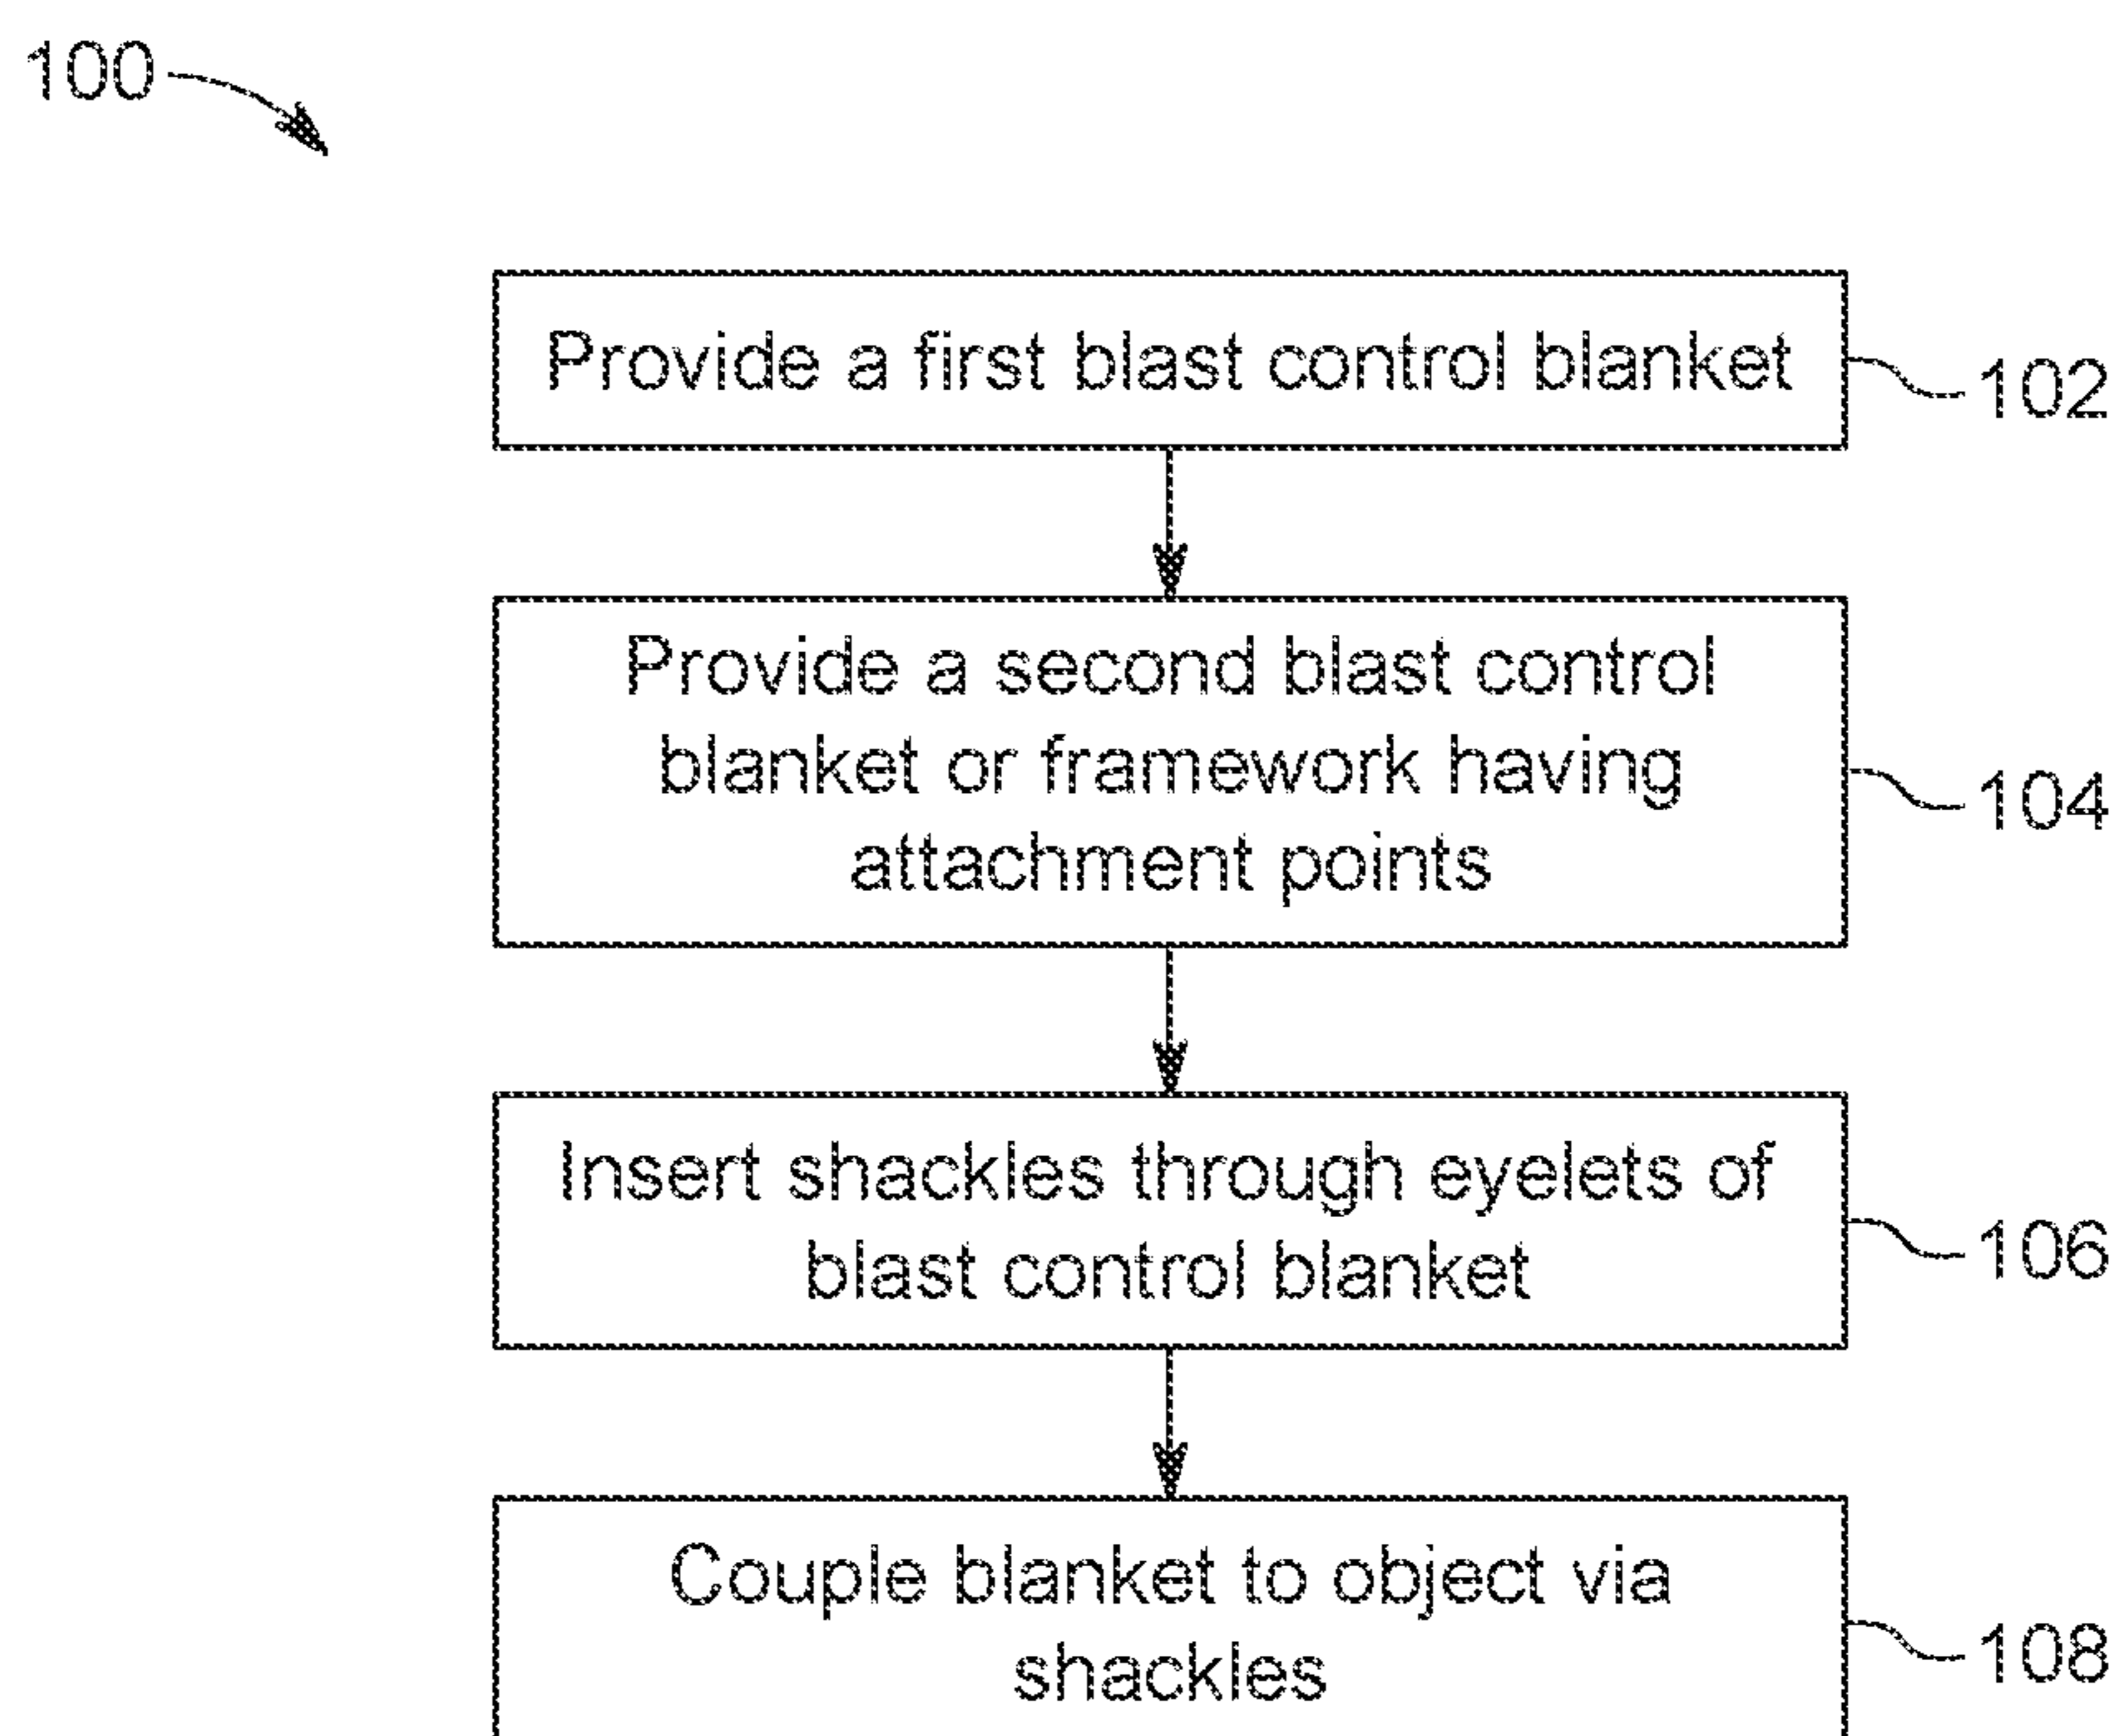 100
Provide a first blast control blanket
102
Provide a second blast control
blanket or framework having
attachment points
104
Insert shackles through eyelets of
blast control blanket
106
Couple blanket to object via
shackles
108